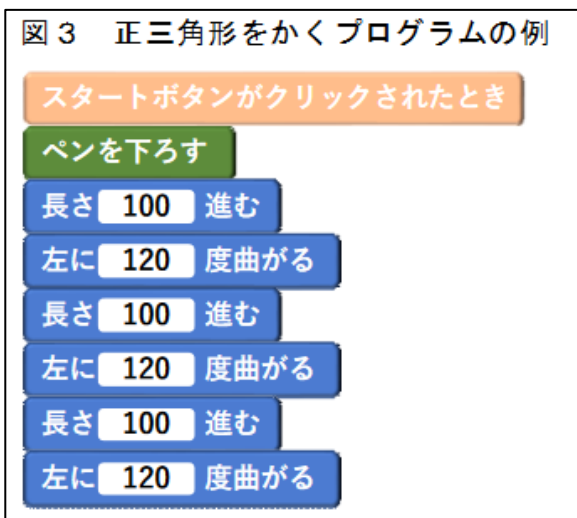 図3 正三角形をかくプログラムの例
スタートボタンがクリックされたとき
ペンを下ろす
長さ 100 進む
左に 120 度曲がる
長さ 100 進む
左に 120 度曲がる
長さ 100 進む
左に 120 度曲がる